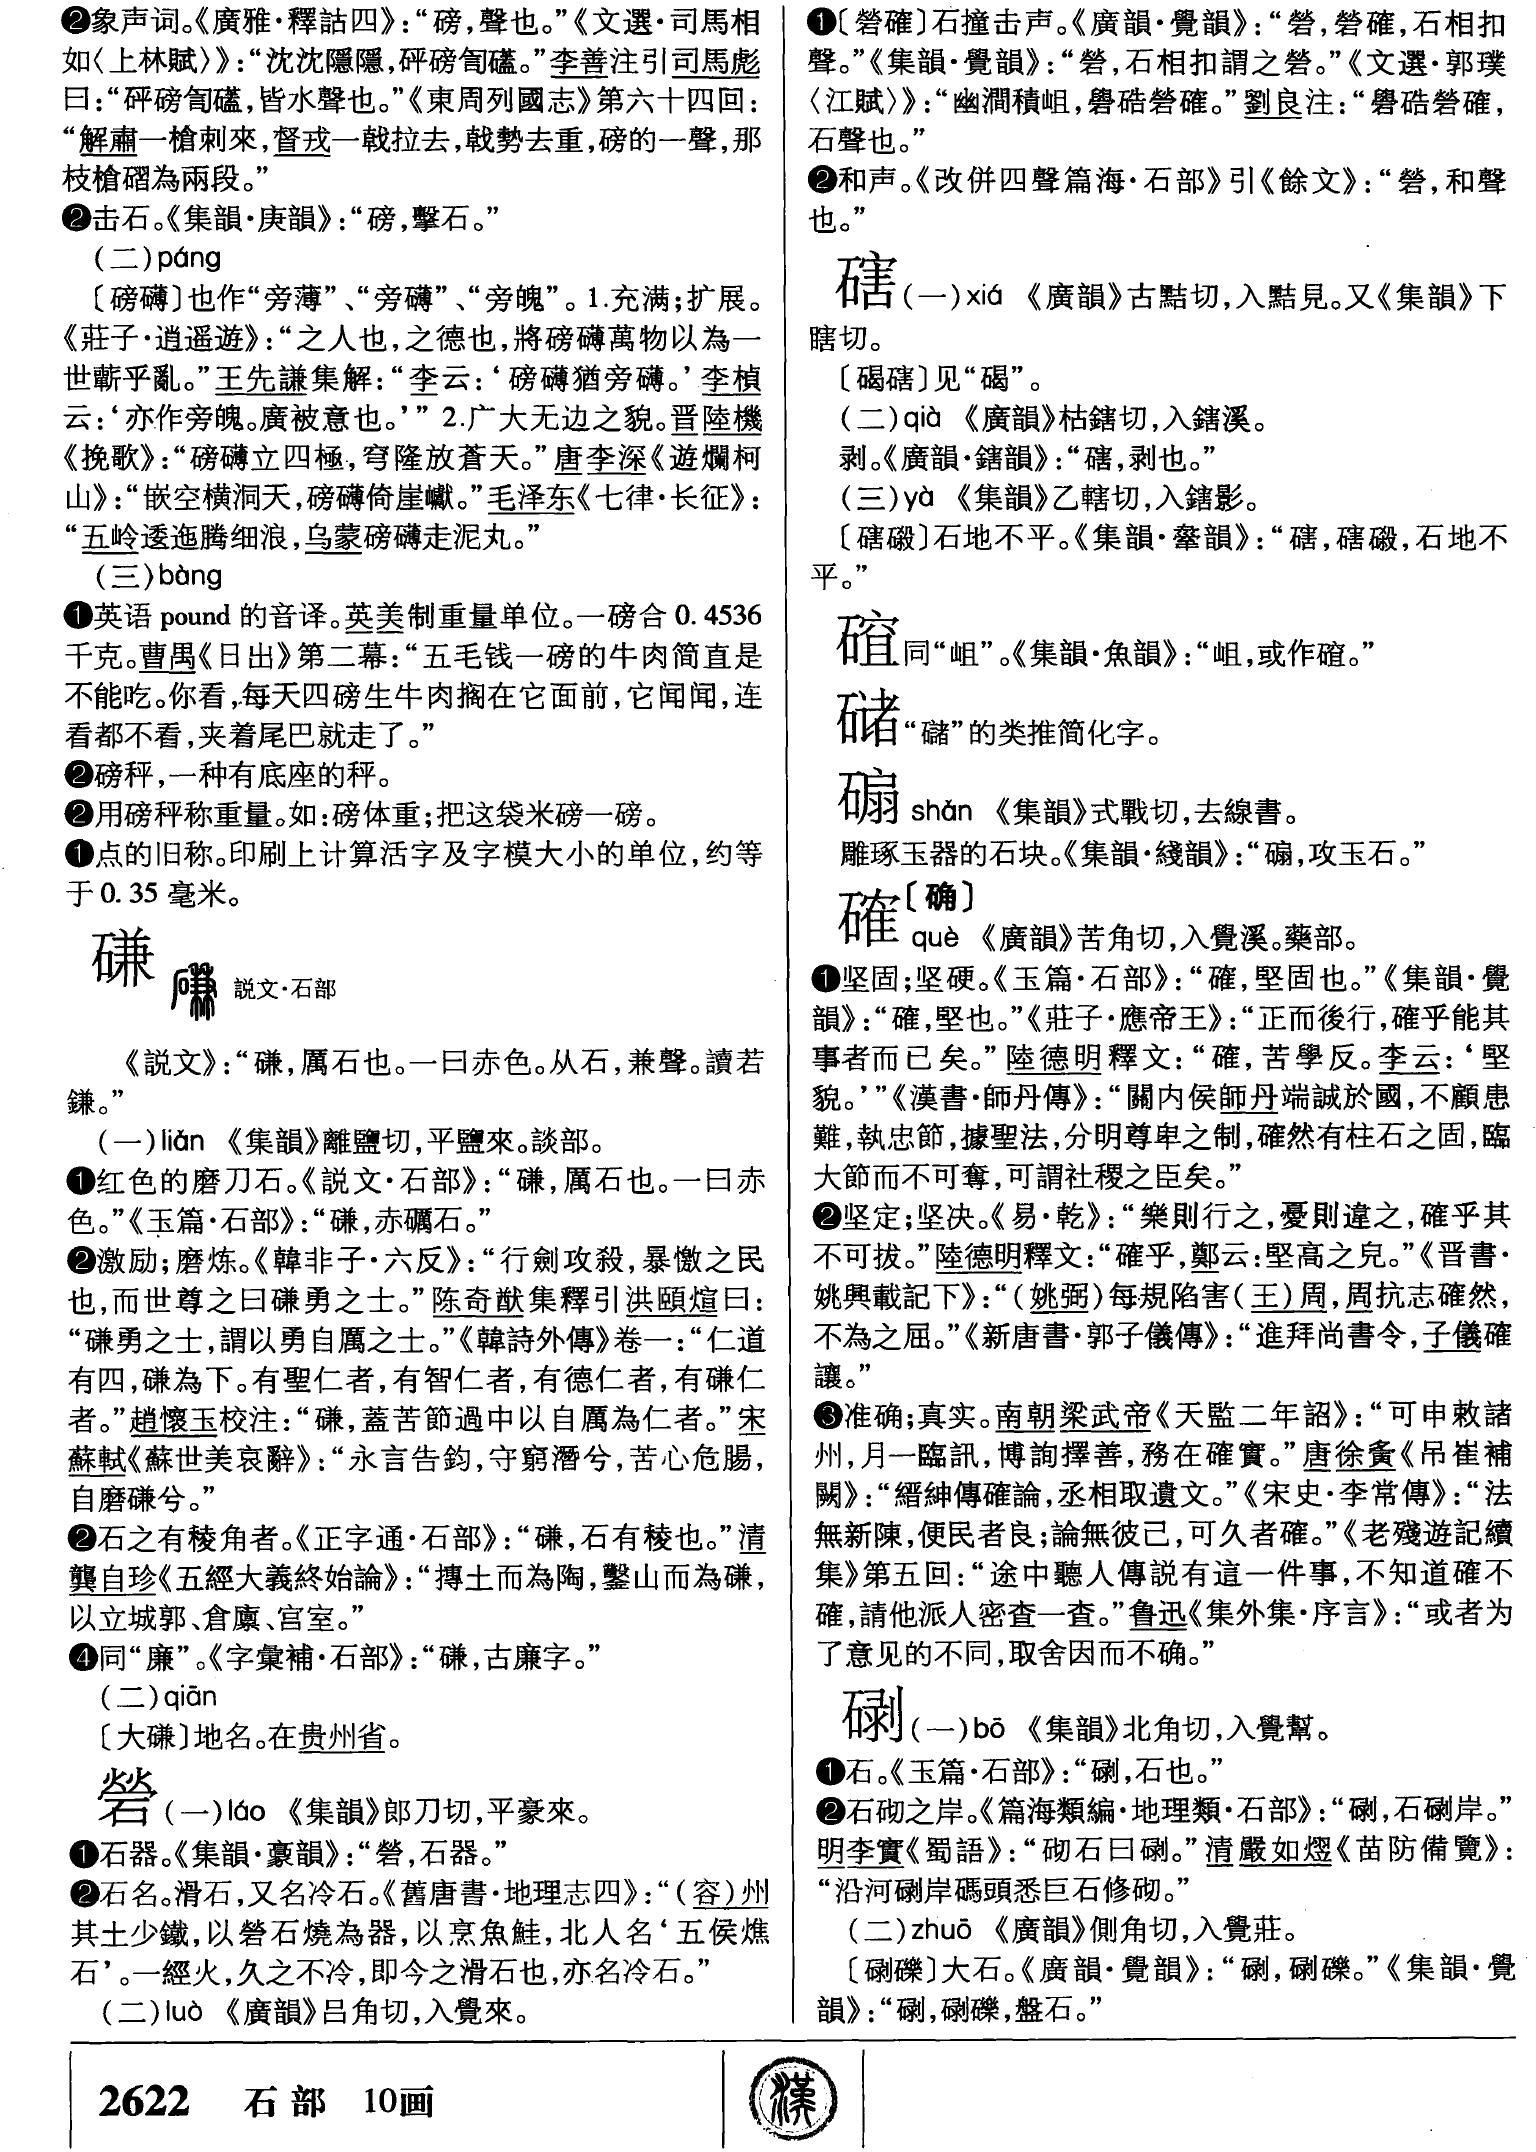 ❷象声词。《廣雅·釋詁四》：“磅，聲也。”《文選·司馬相
如〈上林賦〉》：“沈沈隱隱，砰磅訇礚。”李善注引司馬彪
曰：“砰磅訇礚，皆水聲也。”《東周列國志》第六十四回：
“解肅一槍刺來，督戎一戟拉去，戟勢去重，磅的一聲，那
枝槍磖為兩段。”
❷击石。《集韻·庚韻》：“磅，擊石。”
(二)páng
〔磅礴〕也作“旁薄”、“旁礴”、“旁魄”。1.充满；扩展。
《莊子·逍遥遊》：“之人也，之德也，將磅礴萬物以為一
世蘄乎亂。”王先謙集解：“李云：‘磅礴猶旁礴。’李楨
云：‘亦作旁魄。廣被意也。’” 2.广大无边之貌。晋陸機
《挽歌》：“磅礴立四極，穹隆放蒼天。”唐李深《遊爛柯
山》：“嵌空横洞天，磅礴倚崖巘。”毛泽东《七律·长征》：
“五岭逶迤腾细浪，乌蒙磅礴走泥丸。”
(三)bàng
❶英语 pound 的音译。英美制重量单位。一磅合 0.4536
千克。曹禺《日出》第二幕：“五毛钱一磅的牛肉简直是
不能吃。你看，每天四磅生牛肉搁在它面前，它闻闻，连
看都不看，夹着尾巴就走了。”
❷磅秤，一种有底座的秤。
❷用磅秤称重量。如：磅体重；把这袋米磅一磅。
❶点的旧称。印刷上计算活字及字模大小的单位，约等
于 0.35 毫米。
磏 説文·石部
《説文》：“磏，厲石也。一曰赤色。从石，兼聲。讀若
鎌。”
(一)lián 《集韻》離鹽切，平鹽來。談部。
❶红色的磨刀石。《説文·石部》：“磏，厲石也。一曰赤
色。”《玉篇·石部》：“磏，赤礪石。”
❷激励；磨炼。《韓非子·六反》：“行劍攻殺，暴憿之民
也，而世尊之曰磏勇之士。”陈奇猷集釋引洪頤煊曰：
“磏勇之士，謂以勇自厲之士。”《韓詩外傳》卷一：“仁道
有四，磏為下。有聖仁者，有智仁者，有德仁者，有磏仁
者。”趙懷玉校注：“磏，蓋苦節過中以自厲為仁者。”宋
蘇軾《蘇世美哀辭》：“永言告鈞，守窮潛兮，苦心危腸，
自磨磏兮。”
❷石之有棱角者。《正字通·石部》：“磏，石有棱也。”清
龔自珍《五經大義終始論》：“摶土而為陶，鑿山而為磏，
以立城郭、倉廪、宫室。”
❹同“廉”。《字彙補·石部》：“磏，古廉字。”
(二)qiān
〔大磏〕地名。在贵州省。
硓(一)láo 《集韻》郎刀切，平豪來。
❶石器。《集韻·豪韻》：“，石器。”
❷石名。滑石，又名冷石。《舊唐書·地理志四》：“(容)州
其土少鐵，以石燒為器，以烹魚鮭，北人名‘五侯燋
石’。一經火，久之不冷，即今之滑石也，亦名冷石。”
(二)luò 《廣韻》吕角切，入覺來。
❶〔確〕石撞击声。《廣韻·覺韻》：“，確，石相扣
聲。”《集韻·覺韻》：“，石相扣謂之。”《文選·郭璞
〈江賦〉》：“幽澗積岨，礐硞確。”劉良注：“礐硞確，
石聲也。”
❷和声。《改併四聲篇海·石部》引《餘文》：“，和聲
也。”
磍(一)xiá 《廣韻》古黠切，入黠見。又《集韻》下
瞎切。
〔碣磍〕见“碣”。
(二)qià 《廣韻》枯鎋切，入鎋溪。
剥。《廣韻·鎋韻》：“磍，剥也。”
(三)yà 《集韻》乙轄切，入鎋影。
〔磍磤〕石地不平。《集韻·舝韻》：“磍，磍磤，石地不
平。”
同“岨”。《集韻·魚韻》：“岨，或作。”
“礴”的类推简化字。
shǎn 《集韻》式戰切，去線書。
雕琢玉器的石块。《集韻·綫韻》：“，攻玉石。”
確〔确〕
què 《廣韻》苦角切，入覺溪。藥部。
❶坚固；坚硬。《玉篇·石部》：“確，堅固也。”《集韻·覺
韻》：“確，堅也。”《莊子·應帝王》：“正而後行，確乎能其
事者而已矣。”陸德明釋文：“確，苦學反。李云：‘堅
貌。’”《漢書·師丹傳》：“關内侯師丹端誠於國，不顧患
難，執忠節，據聖法，分明尊卑之制，確然有柱石之固，臨
大節而不可奪，可謂社稷之臣矣。”
❷坚定；坚决。《易·乾》：“樂則行之，憂則違之，確乎其
不可拔。”陸德明釋文：“確乎，鄭云：堅高之皃。”《晋書·
姚興載記下》：“(姚弼)每規陷害(王)周，周抗志確然，
不為之屈。”《新唐書·郭子儀傳》：“進拜尚書令，子儀確
讓。”
❸准确；真实。南朝梁武帝《天監二年詔》：“可申敕諸
州，月一臨訊，博詢擇善，務在確實。”唐徐夤《吊崔補
闕》：“縉紳傳確論，丞相取遺文。”《宋史·李常傳》：“法
無新陳，便民者良；論無彼己，可久者確。”《老殘遊記續
集》第五回：“途中聽人傳説有這一件事，不知道確不
確，請他派人密查一查。”鲁迅《集外集·序言》：“或者为
了意见的不同，取舍因而不确。”
(一)bō 《集韻》北角切，入覺幫。
❶石。《玉篇·石部》：“，石也。”
❷石砌之岸。《篇海類編·地理類·石部》：“，石岸。”
明李實《蜀語》：“砌石曰。”清嚴如熤《苗防備覽》：
“沿河岸碼頭悉巨石修砌。”
(二)zhuō 《廣韻》側角切，入覺莊。
〔礫〕大石。《廣韻·覺韻》：“，礫。”《集韻·覺
韻》：“，礫，盤石。”
2622 石部 10画
漢